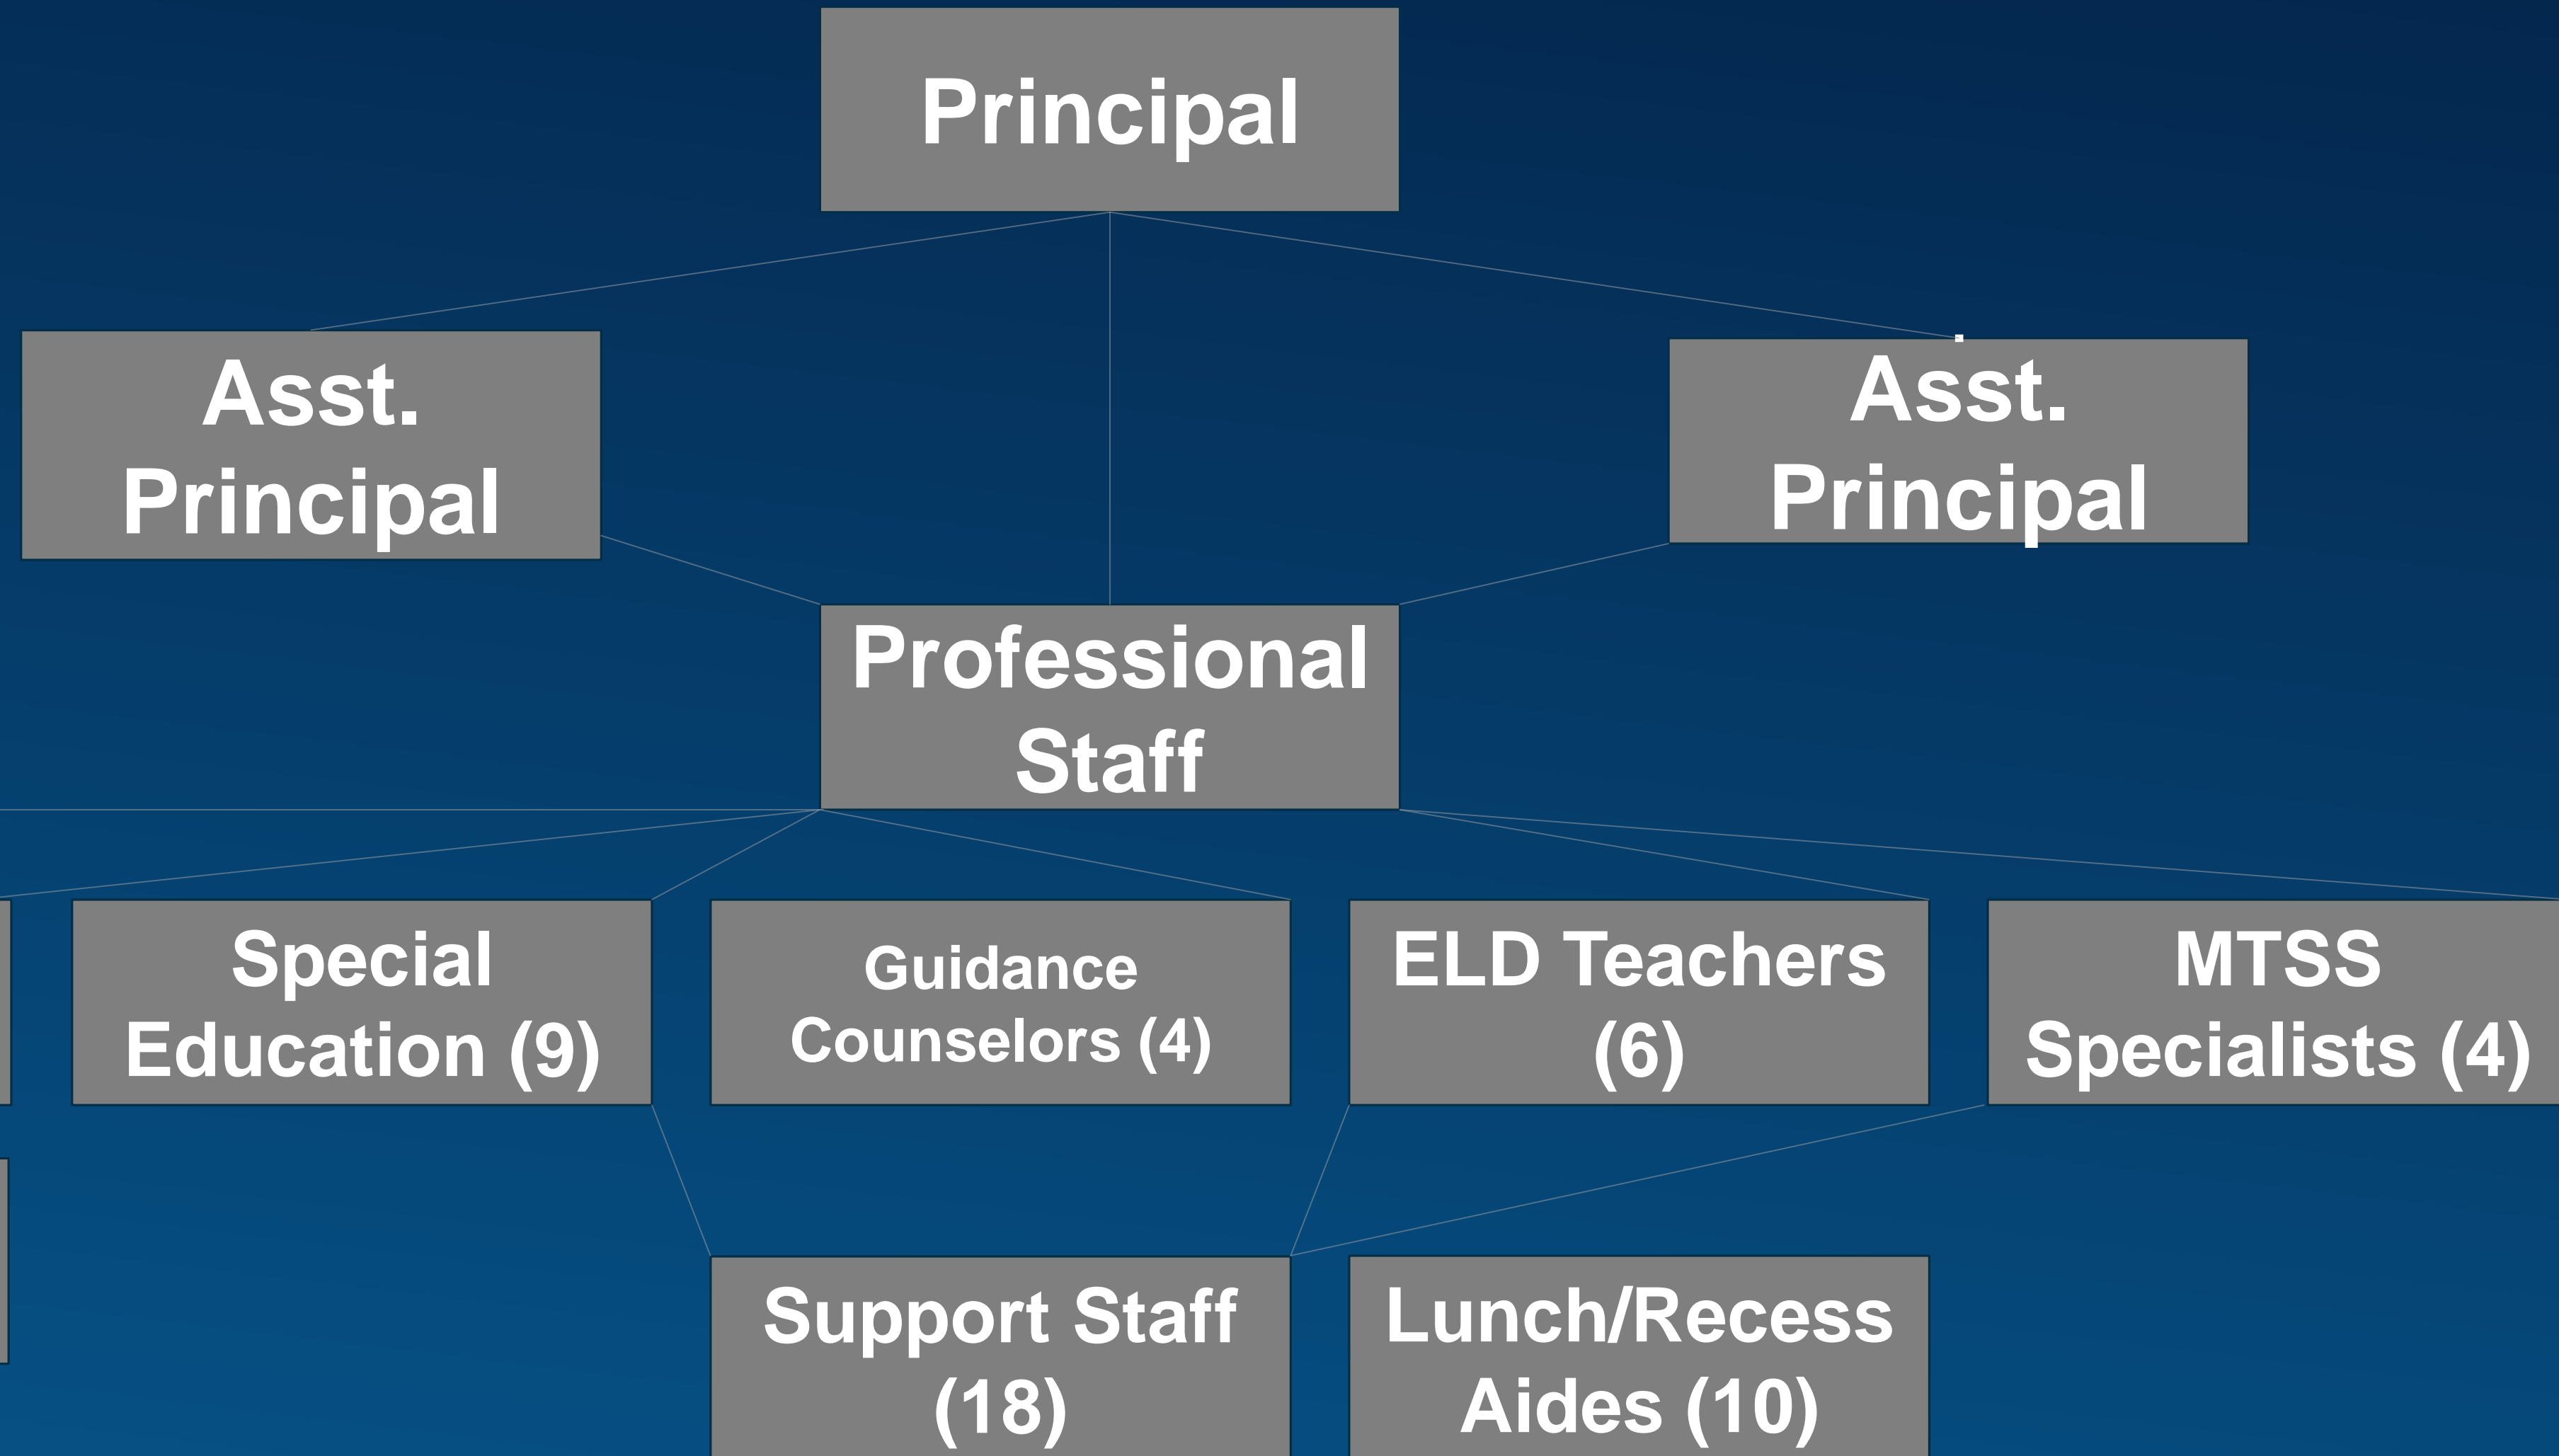 Principal
Asst.
Principal
Asst.
Principal
Professional
Staff
Special
Education (9)
Guidance
Counselors (4)
ELD Teachers
(6)
MTSS
Specialists (4)
Support Staff
(18)
Lunch/Recess
Aides (10)